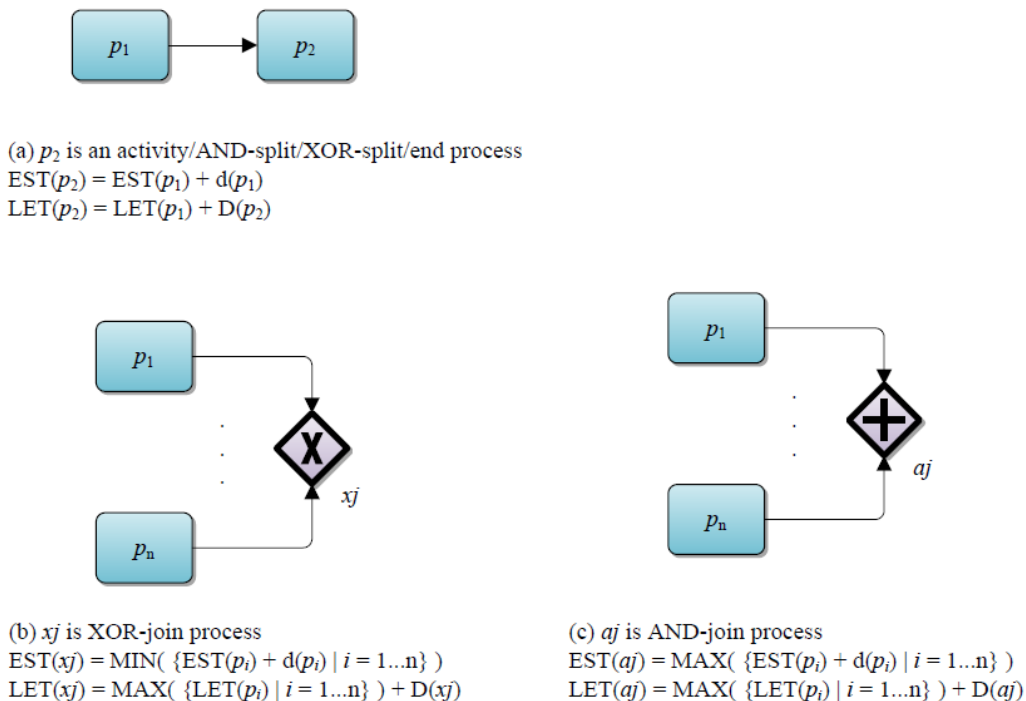 p1
p2
(a) p2 is an activity/AND-split/XOR-split/end process
EST(p2) = EST(p1) + d(p1)
LET(p2) = LET(p1) + D(p2)
p1
.
.
.
X
xj
pn
(b) xj is XOR-join process
EST(xj) = MIN( {EST(pi) + d(pi) | i = 1...n} )
LET(xj) = MAX( {LET(pi) | i = 1...n} ) + D(xj)
p1
.
.
.
+
aj
pn
(c) aj is AND-join process
EST(aj) = MAX( {EST(pi) + d(pi) | i = 1...n} )
LET(aj) = MAX( {LET(pi) | i = 1...n} ) + D(aj)